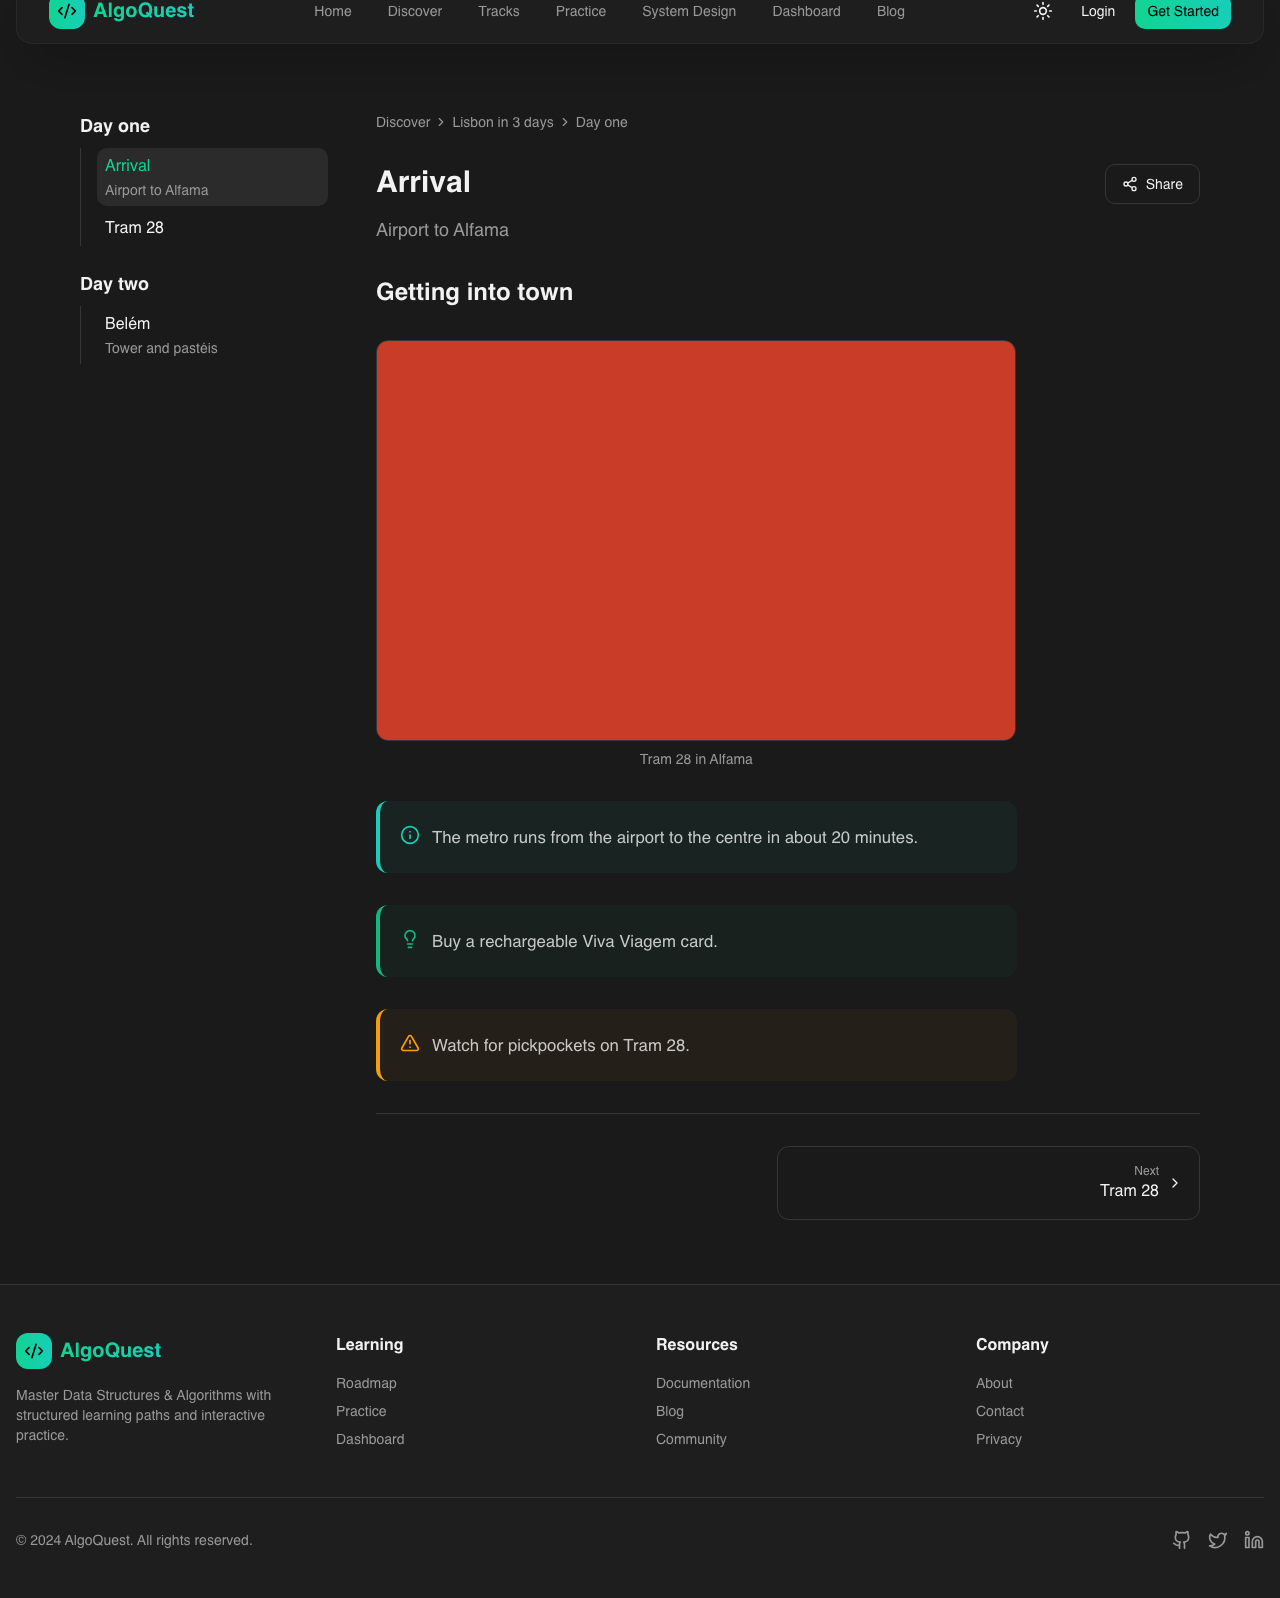 AlgoQuest
Home Discover Tracks Practice System Design Dashboard Blog
Login
Get Started
Day one
Arrival
Airport to Alfama
Tram 28
Day two
Belém
Tower and pastéis
Discover > Lisbon in 3 days > Day one
Arrival
Share
Airport to Alfama
Getting into town
Tram 28 in Alfama
The metro runs from the airport to the centre in about 20 minutes.
Buy a rechargeable Viva Viagem card.
Watch for pickpockets on Tram 28.
Next
Tram 28
AlgoQuest
Master Data Structures & Algorithms with
structured learning paths and interactive
practice.
Learning
Roadmap
Practice
Dashboard
Resources
Documentation
Blog
Community
Company
About
Contact
Privacy
© 2024 AlgoQuest. All rights reserved.